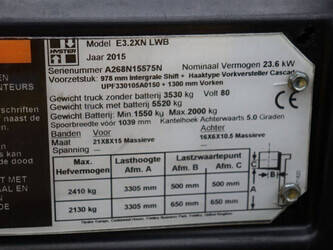 HYSTER
Model E3.2XN LWB
Jaar 2015
Serienummer A268N15575N
Nominaal Vermogen 23.6 kW
Voorzetstuk: 978 mm Intergrale Shift + Haaktype Vorkversteller Cascade
UPF330105A0150 + 1300 mm Vorken
Gewicht truck zonder batterij 3530 kg Volt 80
Gewicht truck met batterij 5520 kg
Batterij: Min 1550 kg Max 2000 kg
Spoorbreedte vóór 1039 mm Kantelhoek Achterwaarts 5.0 Graden
Voor Achter
Banden 21X8X15 Massieve 16X6X10.5 Massieve
Spanning — —
Max. Hefvermogen Lasthoogte Afm. A Lastzwaartepunt Afm. B Afm. C
2410 kg 3305 mm 500 mm 500 mm
2130 kg 3305 mm 650 mm 650 mm
A
B
C
ENTEURS
de dood